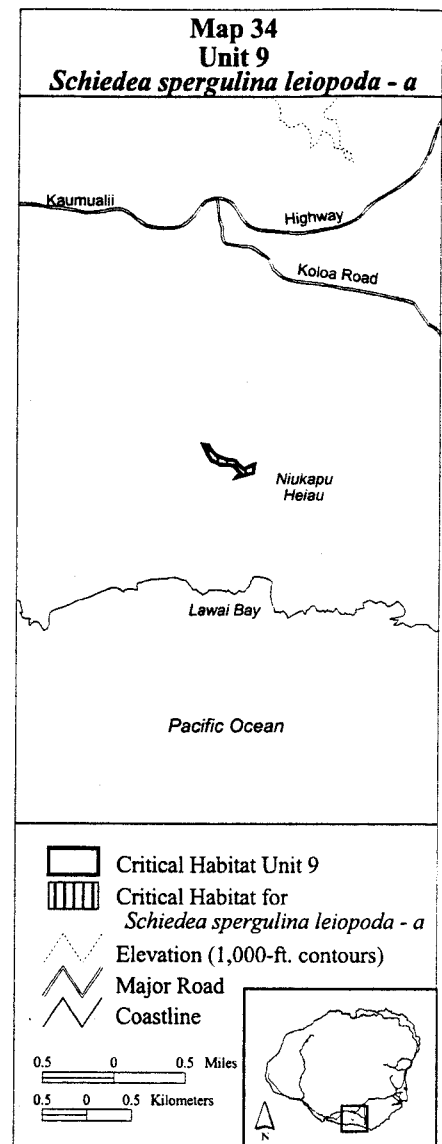 Map 34
Unit 9
Schiedea spergulina leiopoda - a
Kaumualii
Highway
Koloa Road
Niukapu
Heiau
Lawai Bay
Pacific Ocean
Critical Habitat Unit 9
Critical Habitat for
Schiedea spergulina leiopoda - a
Elevation (1,000-ft. contours)
Major Road
Coastline
0.5 0 0.5 Miles
0.5 0 0.5 Kilometers
N